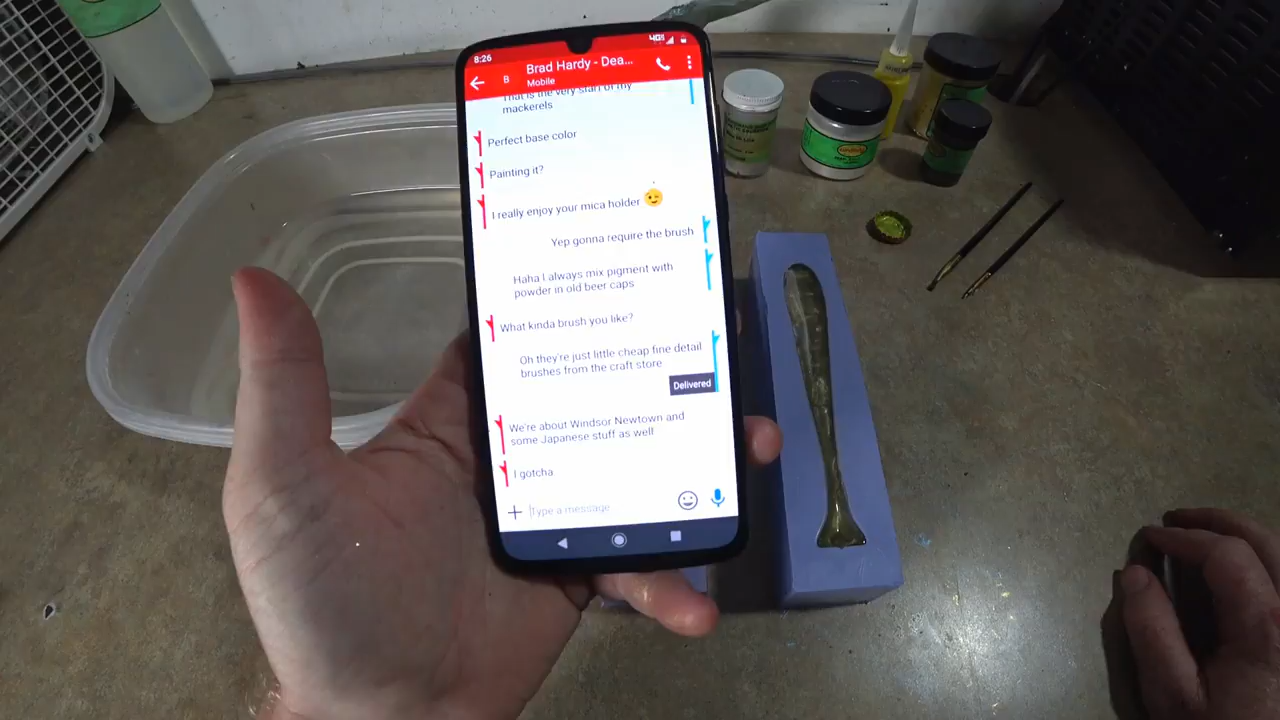 8:26
4G
B
Brad Hardy - Dea...
Mobile
That is the very start of my
mackerels
Perfect base color
Painting it?
I really enjoy your mica holder
Yep gonna require the brush
Haha I always mix pigment with
powder in old beer caps
What kinda brush you like?
Oh they're just little cheap fine detail
brushes from the craft store
Delivered
We're about Windsor Newtown and
some Japanese stuff as well
I gotcha
Type a message...